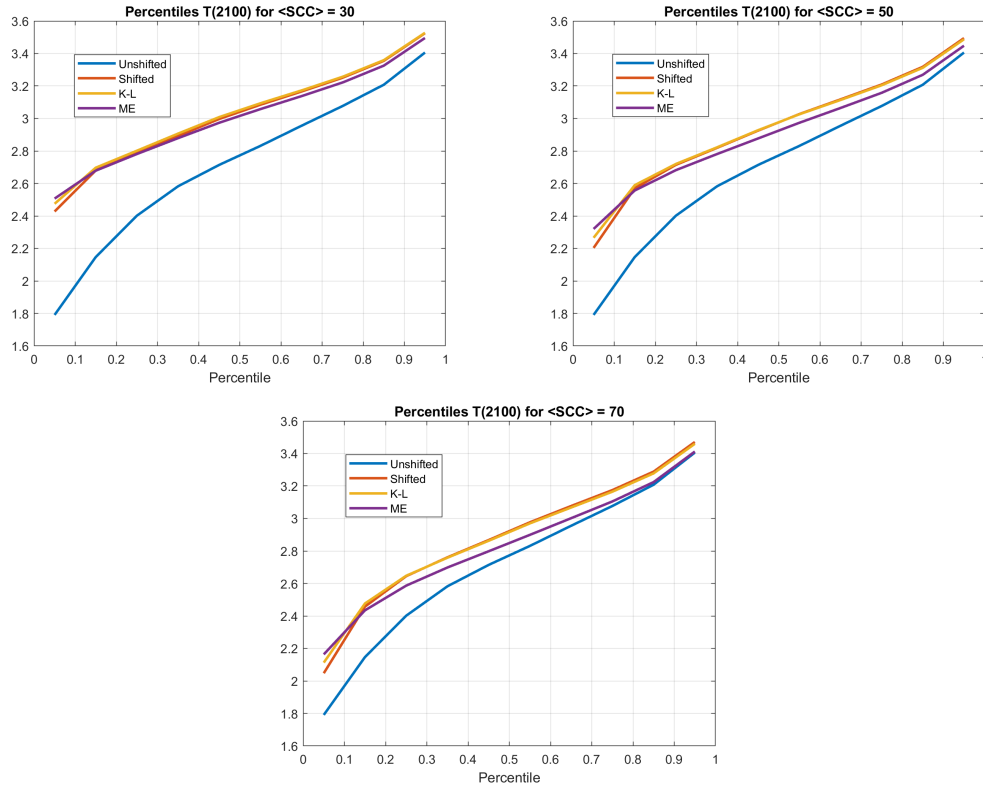 Percentiles T(2100) for <SCC> = 30
3.6
3.4
3.2
3
2.8
2.6
2.4
2.2
2
1.8
1.6
Unshifted
Shifted
K-L
ME
0 0.1 0.2 0.3 0.4 0.5 0.6 0.7 0.8 0.9 1
Percentile
Percentiles T(2100) for <SCC> = 50
3.6
3.4
3.2
3
2.8
2.6
2.4
2.2
2
1.8
1.6
Unshifted
Shifted
K-L
ME
0 0.1 0.2 0.3 0.4 0.5 0.6 0.7 0.8 0.9
Percentile
Percentiles T(2100) for <SCC> = 70
3.6
3.4
3.2
3
2.8
2.6
2.4
2.2
2
1.8
1.6
Unshifted
Shifted
K-L
ME
0 0.1 0.2 0.3 0.4 0.5 0.6 0.7 0.8 0.9 1
Percentile